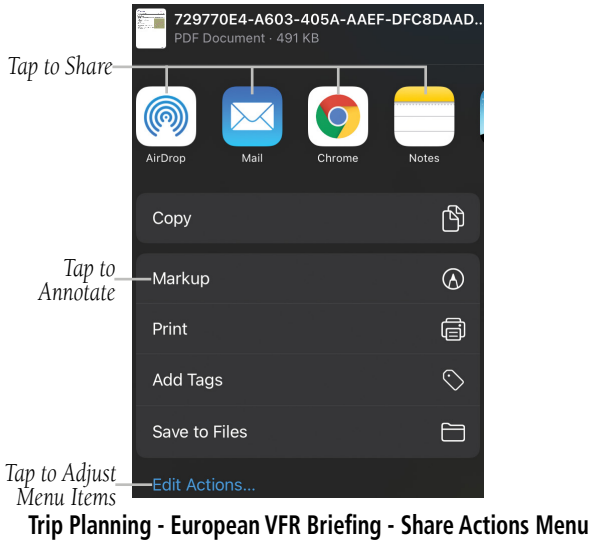 729770E4-A603-405A-AAEF-DFC8DAAD..
PDF Document · 491 KB
Tap to Share
AirDrop Mail Chrome Notes
Copy
Tap to
Annotate
Markup
Print
Add Tags
Save to Files
Tap to Adjust
Menu Items
Edit Actions...
Trip Planning - European VFR Briefing - Share Actions Menu